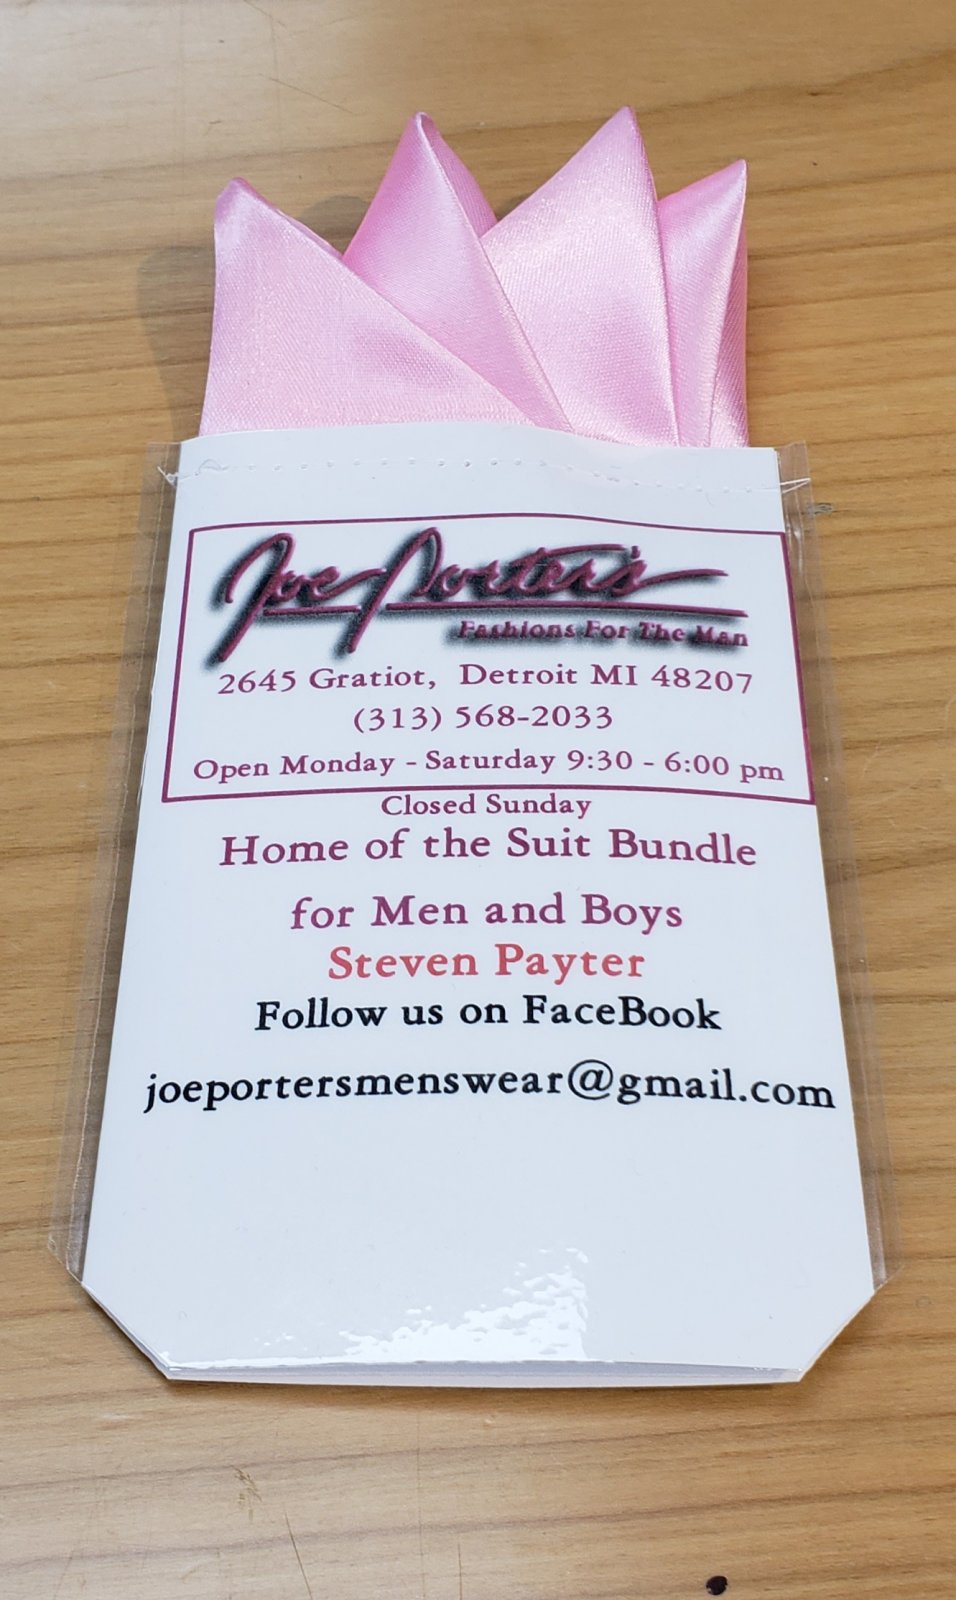 Joe Porter's
Fashions For The Man
2645 Gratiot, Detroit MI 48207
(313) 568-2033
Open Monday - Saturday 9:30 - 6:00 pm
Closed Sunday
Home of the Suit Bundle
for Men and Boys
Steven Payter
Follow us on FaceBook
joeportersmenswear@gmail.com